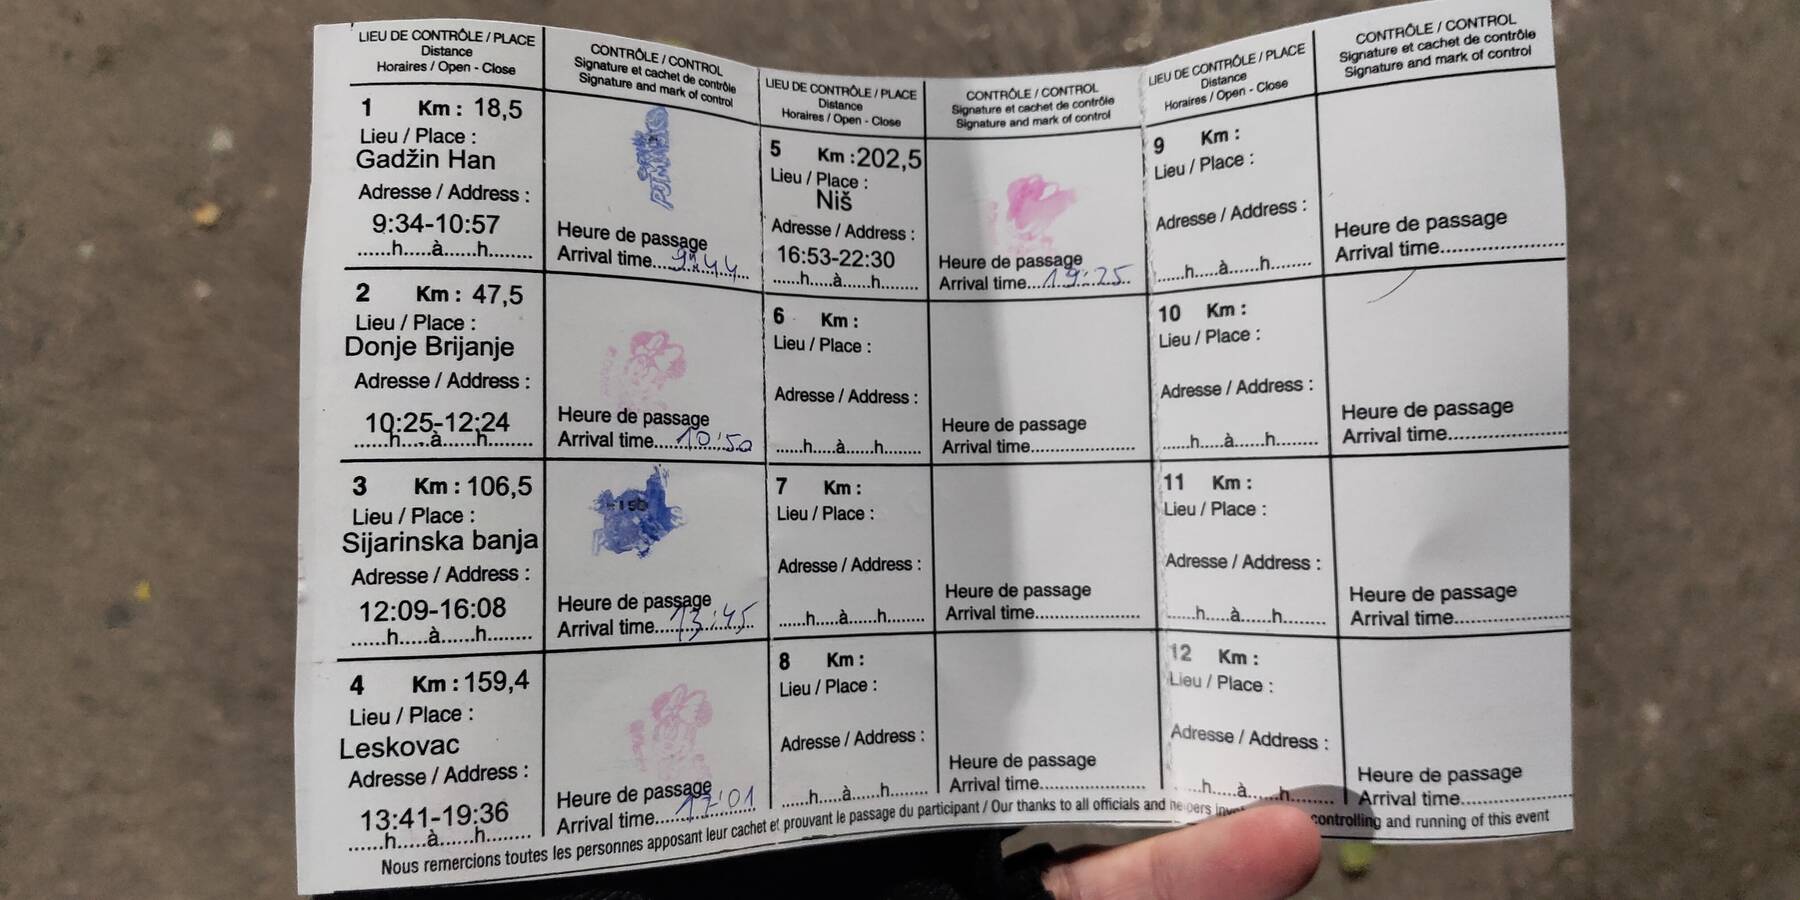 LIEU DE CONTRÔLE / PLACE
Distance
Horaires / Open - Close
CONTRÔLE / CONTROL
Signature et cachet de contrôle
Signature and mark of control
1 Km : 18,5
Lieu / Place :
Gadžin Han
Adresse / Address :
9:34-10:57
......h.....à......h........
Heure de passage
Arrival time....9:44
2 Km : 47,5
Lieu / Place :
Donje Brijanje
Adresse / Address :
10:25-12:24
......h.....à......h........
Heure de passage
Arrival time....10:50
3 Km : 106,5
Lieu / Place :
Sijarinska banja
Adresse / Address :
12:09-16:08
......h.....à......h........
Heure de passage
Arrival time....13:45
4 Km : 159,4
Lieu / Place :
Leskovac
Adresse / Address :
13:41-19:36
......h.....à......h........
Heure de passage
Arrival time....17:01
LIEU DE CONTRÔLE / PLACE
Distance
Horaires / Open - Close
CONTRÔLE / CONTROL
Signature et cachet de contrôle
Signature and mark of control
5 Km : 202,5
Lieu / Place :
Niš
Adresse / Address :
16:53-22:30
......h.....à......h........
Heure de passage
Arrival time...19:25
6 Km :
Lieu / Place :
Adresse / Address :
......h.....à......h........
Heure de passage
Arrival time.......................
7 Km :
Lieu / Place :
Adresse / Address :
......h.....à......h........
Heure de passage
Arrival time.......................
8 Km :
Lieu / Place :
Adresse / Address :
......h.....à......h........
Heure de passage
Arrival time.......................
LIEU DE CONTRÔLE / PLACE
Distance
Horaires / Open - Close
CONTRÔLE / CONTROL
Signature et cachet de contrôle
Signature and mark of control
9 Km :
Lieu / Place :
Adresse / Address :
......h.....à......h........
Heure de passage
Arrival time.......................
10 Km :
Lieu / Place :
Adresse / Address :
......h.....à......h........
Heure de passage
Arrival time.......................
11 Km :
Lieu / Place :
Adresse / Address :
......h.....à......h........
Heure de passage
Arrival time.......................
12 Km :
Lieu / Place :
Adresse / Address :
......h.....à......h........
Heure de passage
Arrival time.......................
Nous remercions toutes les personnes apposant leur cachet et prouvant le passage du participant / Our thanks to all officials and controlling and running of this event